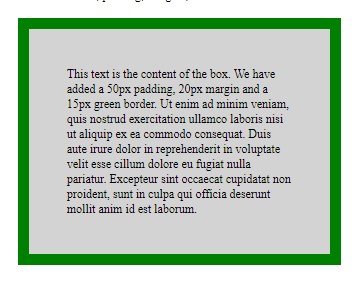 This text is the content of the box. We have
added a 50px padding, 20px margin and a
15px green border. Ut enim ad minim veniam,
quis nostrud exercitation ullamco laboris nisi
ut aliquip ex ea commodo consequat. Duis
aute irure dolor in reprehenderit in voluptate
velit esse cillum dolore eu fugiat nulla
pariatur. Excepteur sint occaecat cupidatat non
proident, sunt in culpa qui officia deserunt
mollit anim id est laborum.